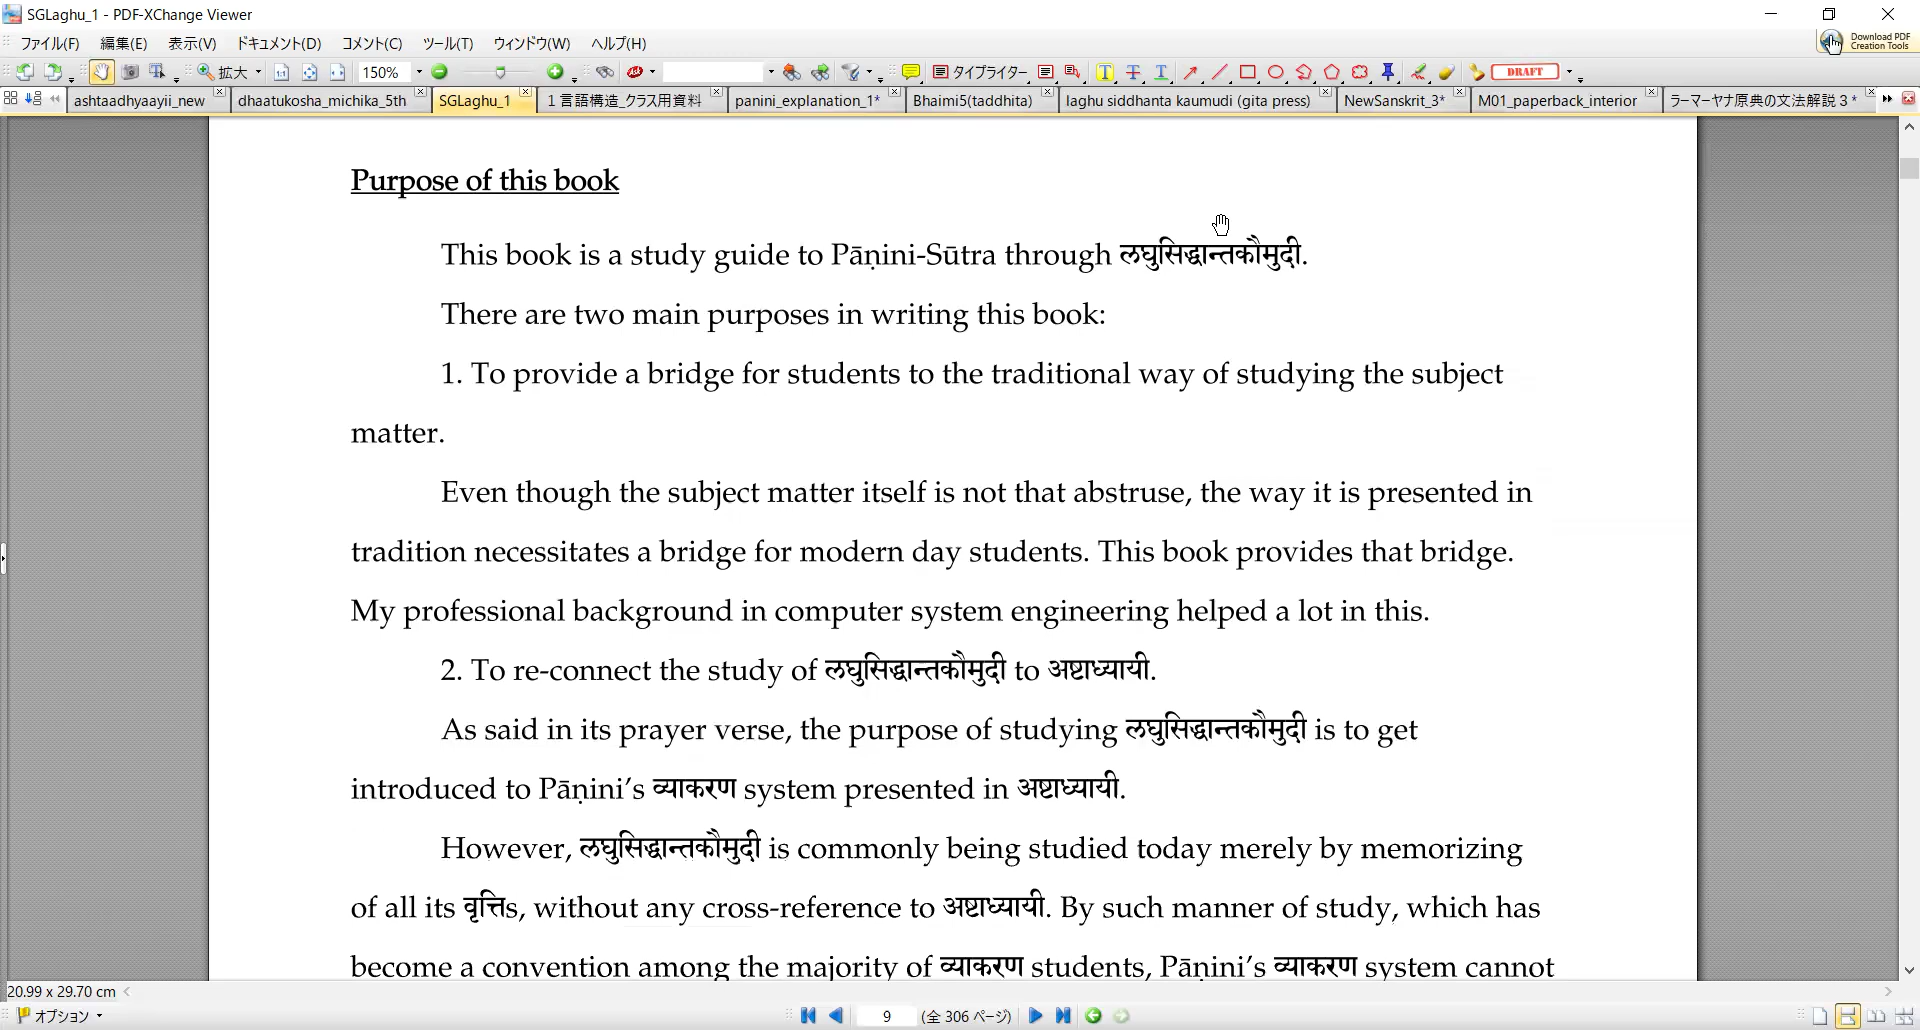 SGLaghu_1 - PDF-XChange Viewer
ファイル(F) 編集(E) 表示(V) ドキュメント(D) コメント(C) ツール(T) ウィンドウ(W) ヘルプ(H)
Download PDF
Creation Tools
拡大 150% タイプライター DRAFT
ashtaadhyaayii_new dhaatukosha_michika_5th SGLaghu_1 1 言語構造_クラス用資料 panini_explanation_1* Bhaimi5(taddhita) laghu siddhanta kaumudi (gita press) NewSanskrit_3* M01_paperback_interior ラーマーヤナ原典の文法解説 3 *
Purpose of this book
This book is a study guide to Pāṇini-Sūtra through लघुसिद्धान्तकौमुदी.
There are two main purposes in writing this book:
1. To provide a bridge for students to the traditional way of studying the subject
matter.
Even though the subject matter itself is not that abstruse, the way it is presented in
tradition necessitates a bridge for modern day students. This book provides that bridge.
My professional background in computer system engineering helped a lot in this.
2. To re-connect the study of लघुसिद्धान्तकौमुदी to अष्टाध्यायी.
As said in its prayer verse, the purpose of studying लघुसिद्धान्तकौमुदी is to get
introduced to Pāṇini’s व्याकरण system presented in अष्टाध्यायी.
However, लघुसिद्धान्तकौमुदी is commonly being studied today merely by memorizing
of all its वृत्तिs, without any cross-reference to अष्टाध्यायी. By such manner of study, which has
become a convention among the majority of व्याकरण students, Pāṇini’s व्याकरण system cannot
20.99 x 29.70 cm
オプション 9 (全 306 ページ)